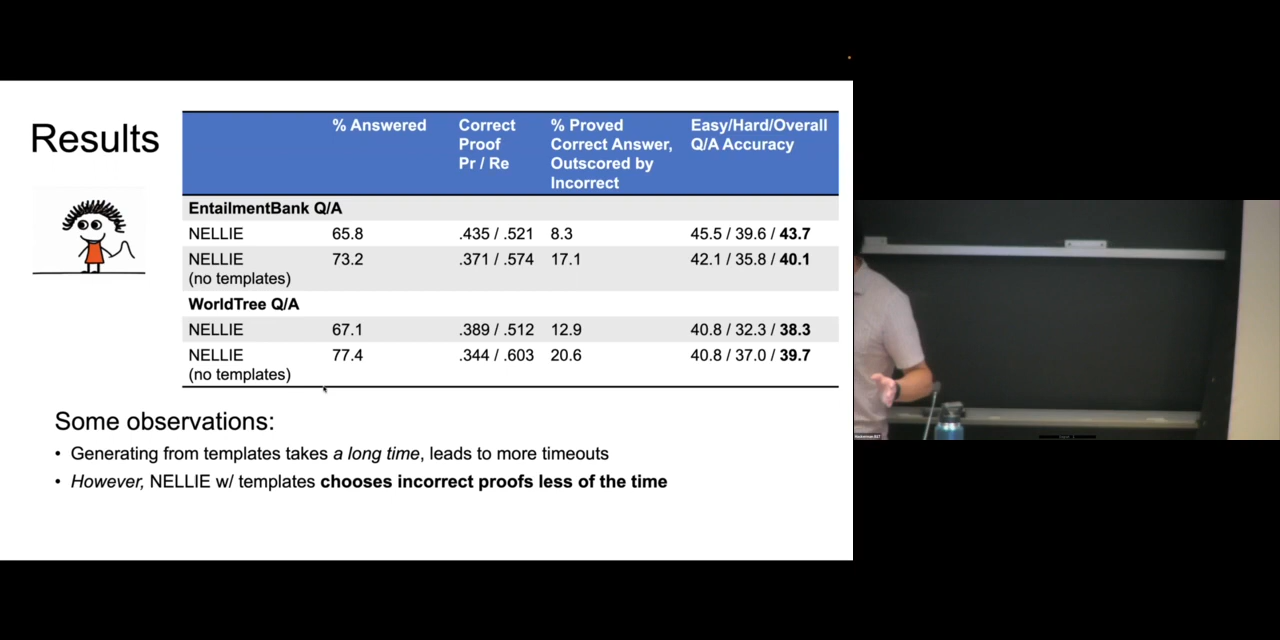 Results
% Answered
Correct Proof Pr / Re
% Proved Correct Answer, Outscored by Incorrect
Easy/Hard/Overall Q/A Accuracy
EntailmentBank Q/A
NELLIE 65.8 .435 / .521 8.3 45.5 / 39.6 / 43.7
NELLIE (no templates) 73.2 .371 / .574 17.1 42.1 / 35.8 / 40.1
WorldTree Q/A
NELLIE 67.1 .389 / .512 12.9 40.8 / 32.3 / 38.3
NELLIE (no templates) 77.4 .344 / .603 20.6 40.8 / 37.0 / 39.7
Some observations:
• Generating from templates takes a long time, leads to more timeouts
• However, NELLIE w/ templates chooses incorrect proofs less of the time